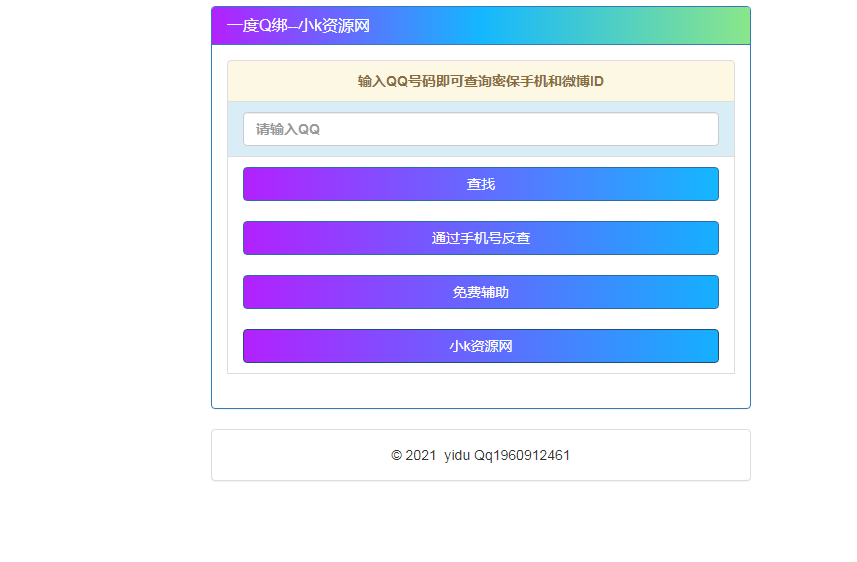 一度Q绑—小k资源网
输入QQ号码即可查询密保手机和微博ID
请输入QQ
查找
通过手机号反查
免费辅助
小k资源网
© 2021  yidu Qq1960912461